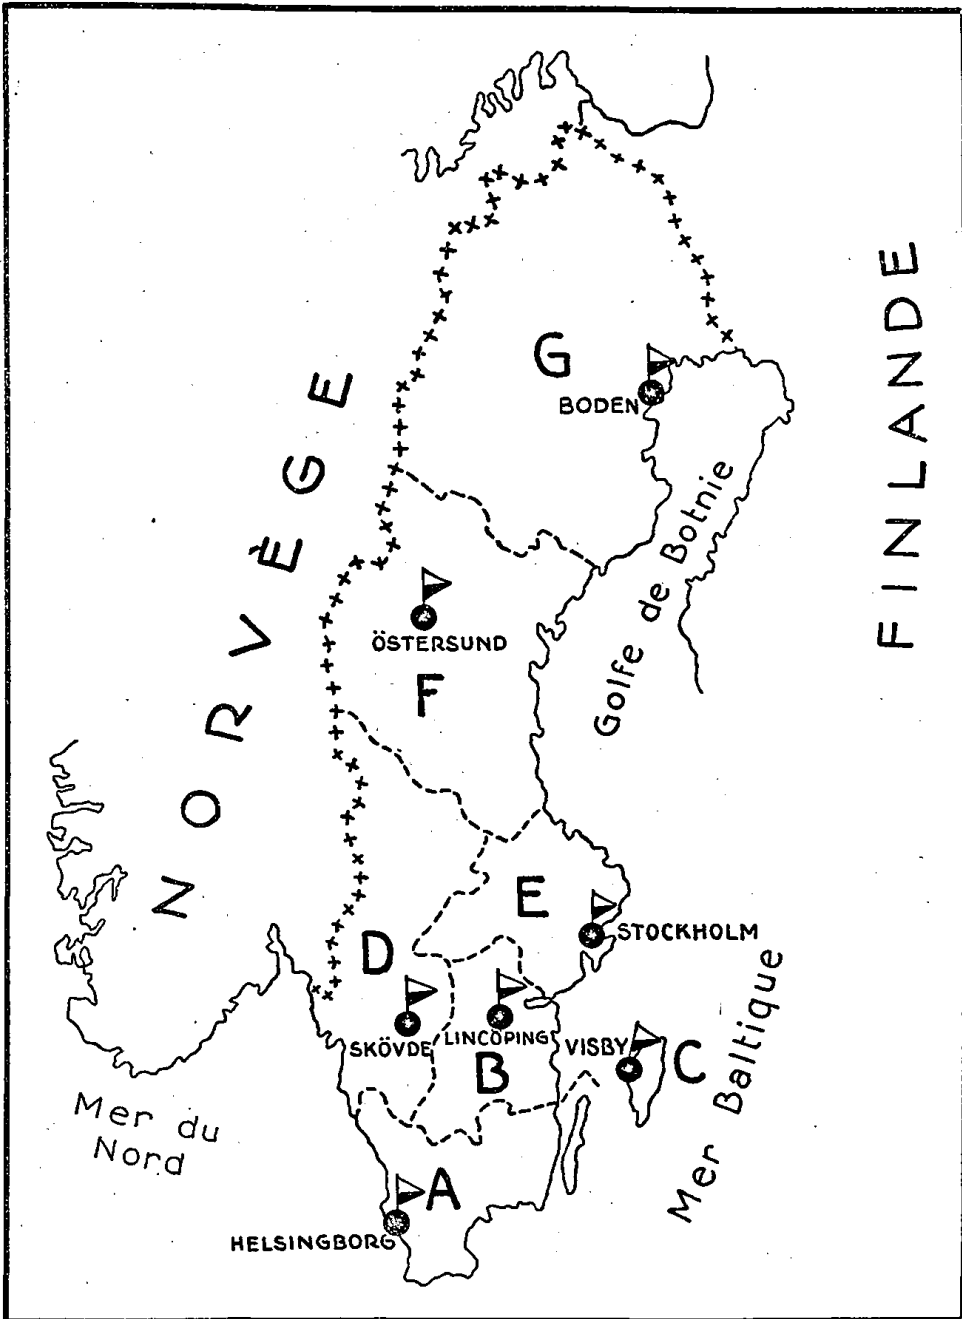 NORVÈGE
FINLANDE
G
BODEN
Golfe de Botnie
ÖSTERSUND
F
E
STOCKHOLM
D
SKÖVDE
LINCÖPING
B
VISBY
C
Mer Baltique
Mer du
Nord
A
HELSINGBORG